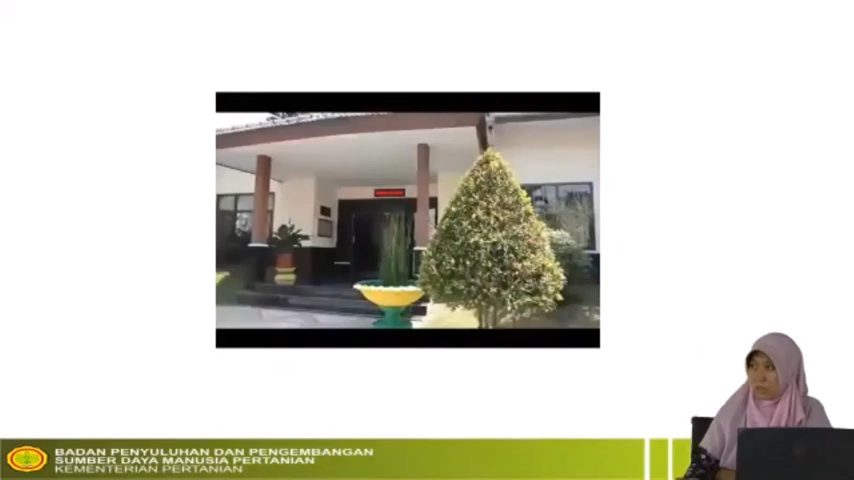 BADAN PENYULUHAN DAN PENGEMBANGAN
SUMBER DAYA MANUSIA PERTANIAN
KEMENTERIAN PERTANIAN